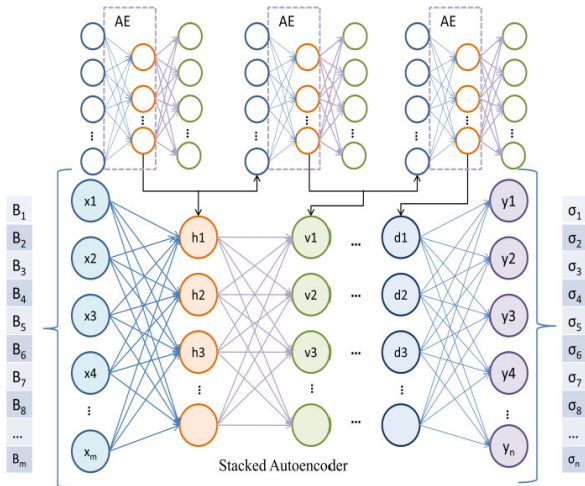 AE AE AE
B1
B2
B3
B4
B5
B6
B7
B8
...
Bm
x1
x2
x3
x4
...
xm
h1
h2
h3
...
v1
v2
v3
...
...
...
...
...
d1
d2
d3
...
y1
y2
y3
y4
...
yn
σ1
σ2
σ3
σ4
σ5
σ6
σ7
σ8
...
σn
Stacked Autoencoder